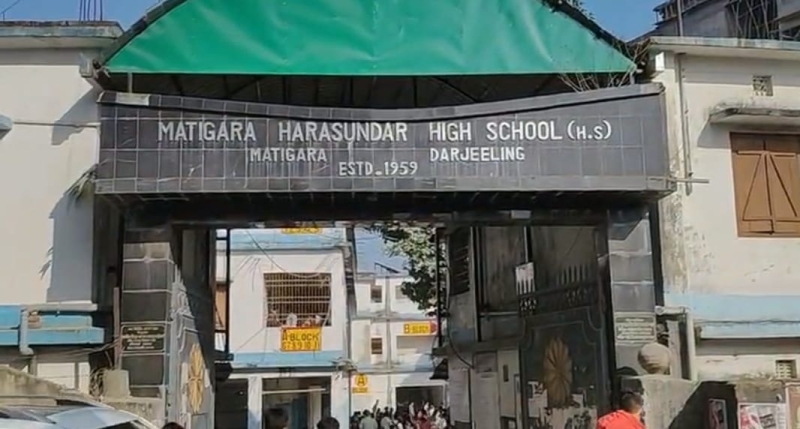 MATIGARA HARASUNDAR HIGH SCHOOL (H.S)
MATIGARA DARJEELING
ESTD_1959
A-BLOCK
B-BLOCK
A